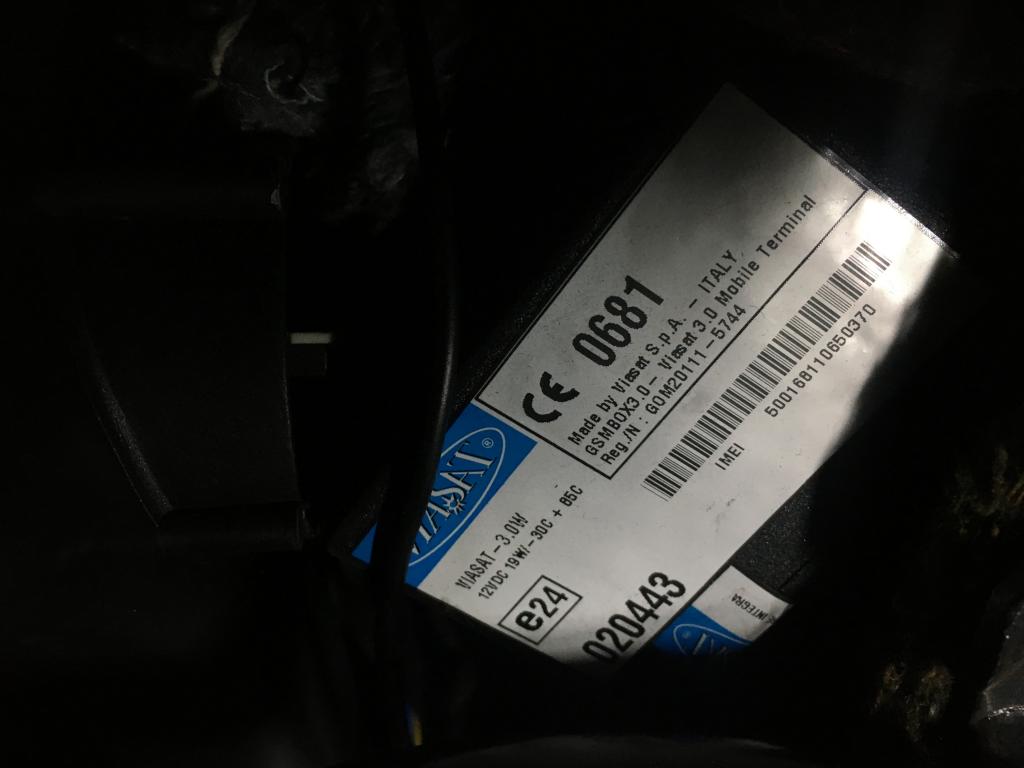 CE 0681
Made by Viasat S.p.A. - ITALY
GSMBOX3.0 - Viasat 3.0 Mobile Terminal
Reg./N : GOM20111-5744
IMEI 500168110650370
VIASAT®
VIASAT-3.0W
12VDC 19W/-30C + 85C
e24
020443
INTEGRA